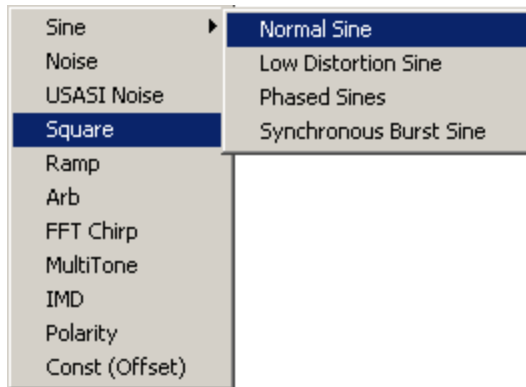 Sine
Noise
USASI Noise
Square
Ramp
Arb
FFT Chirp
MultiTone
IMD
Polarity
Const (Offset)
Normal Sine
Low Distortion Sine
Phased Sines
Synchronous Burst Sine